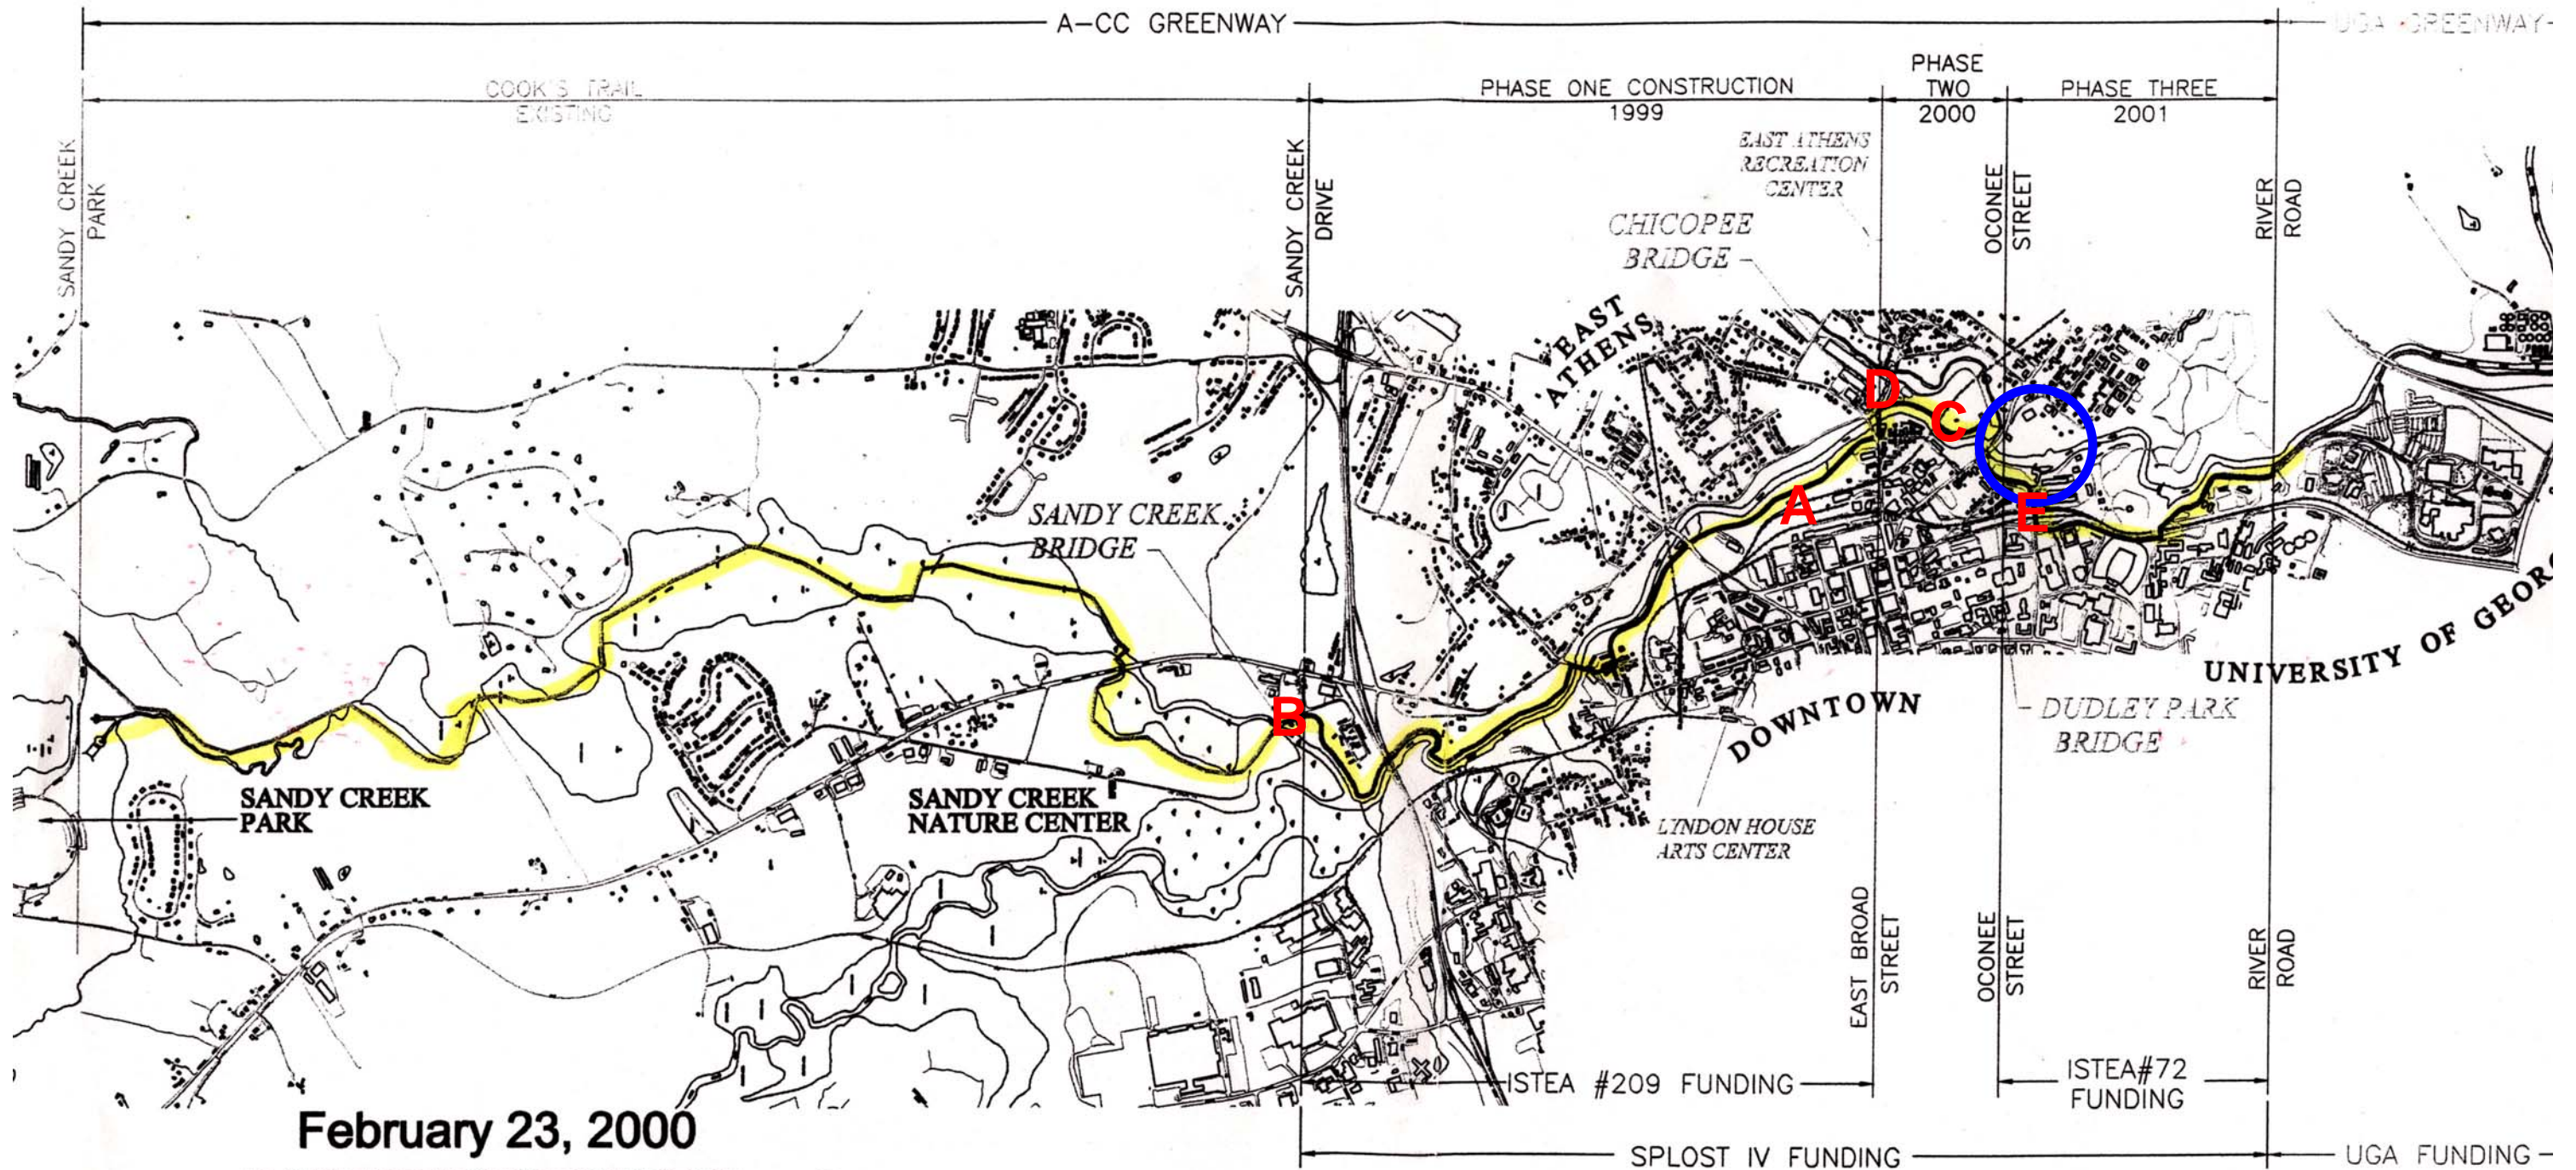 A-CC GREENWAY
UGA GREENWAY
COOK'S TRAIL
EXISTING
PHASE ONE CONSTRUCTION
1999
PHASE
TWO
2000
PHASE THREE
2001
SANDY CREEK
PARK
SANDY CREEK
DRIVE
EAST ATHENS
RECREATION
CENTER
OCONEE
STREET
RIVER
ROAD
CHICOPEE
BRIDGE
EAST
ATHENS
D
C
A
E
B
SANDY CREEK
BRIDGE
UNIVERSITY OF GEORG
DOWNTOWN
DUDLEY PARK
BRIDGE
SANDY CREEK
PARK
SANDY CREEK
NATURE CENTER
LYNDON HOUSE
ARTS CENTER
EAST BROAD
STREET
OCONEE
STREET
RIVER
ROAD
ISTEA #209 FUNDING
ISTEA#72
FUNDING
February 23, 2000
SPLOST IV FUNDING
UGA FUNDING